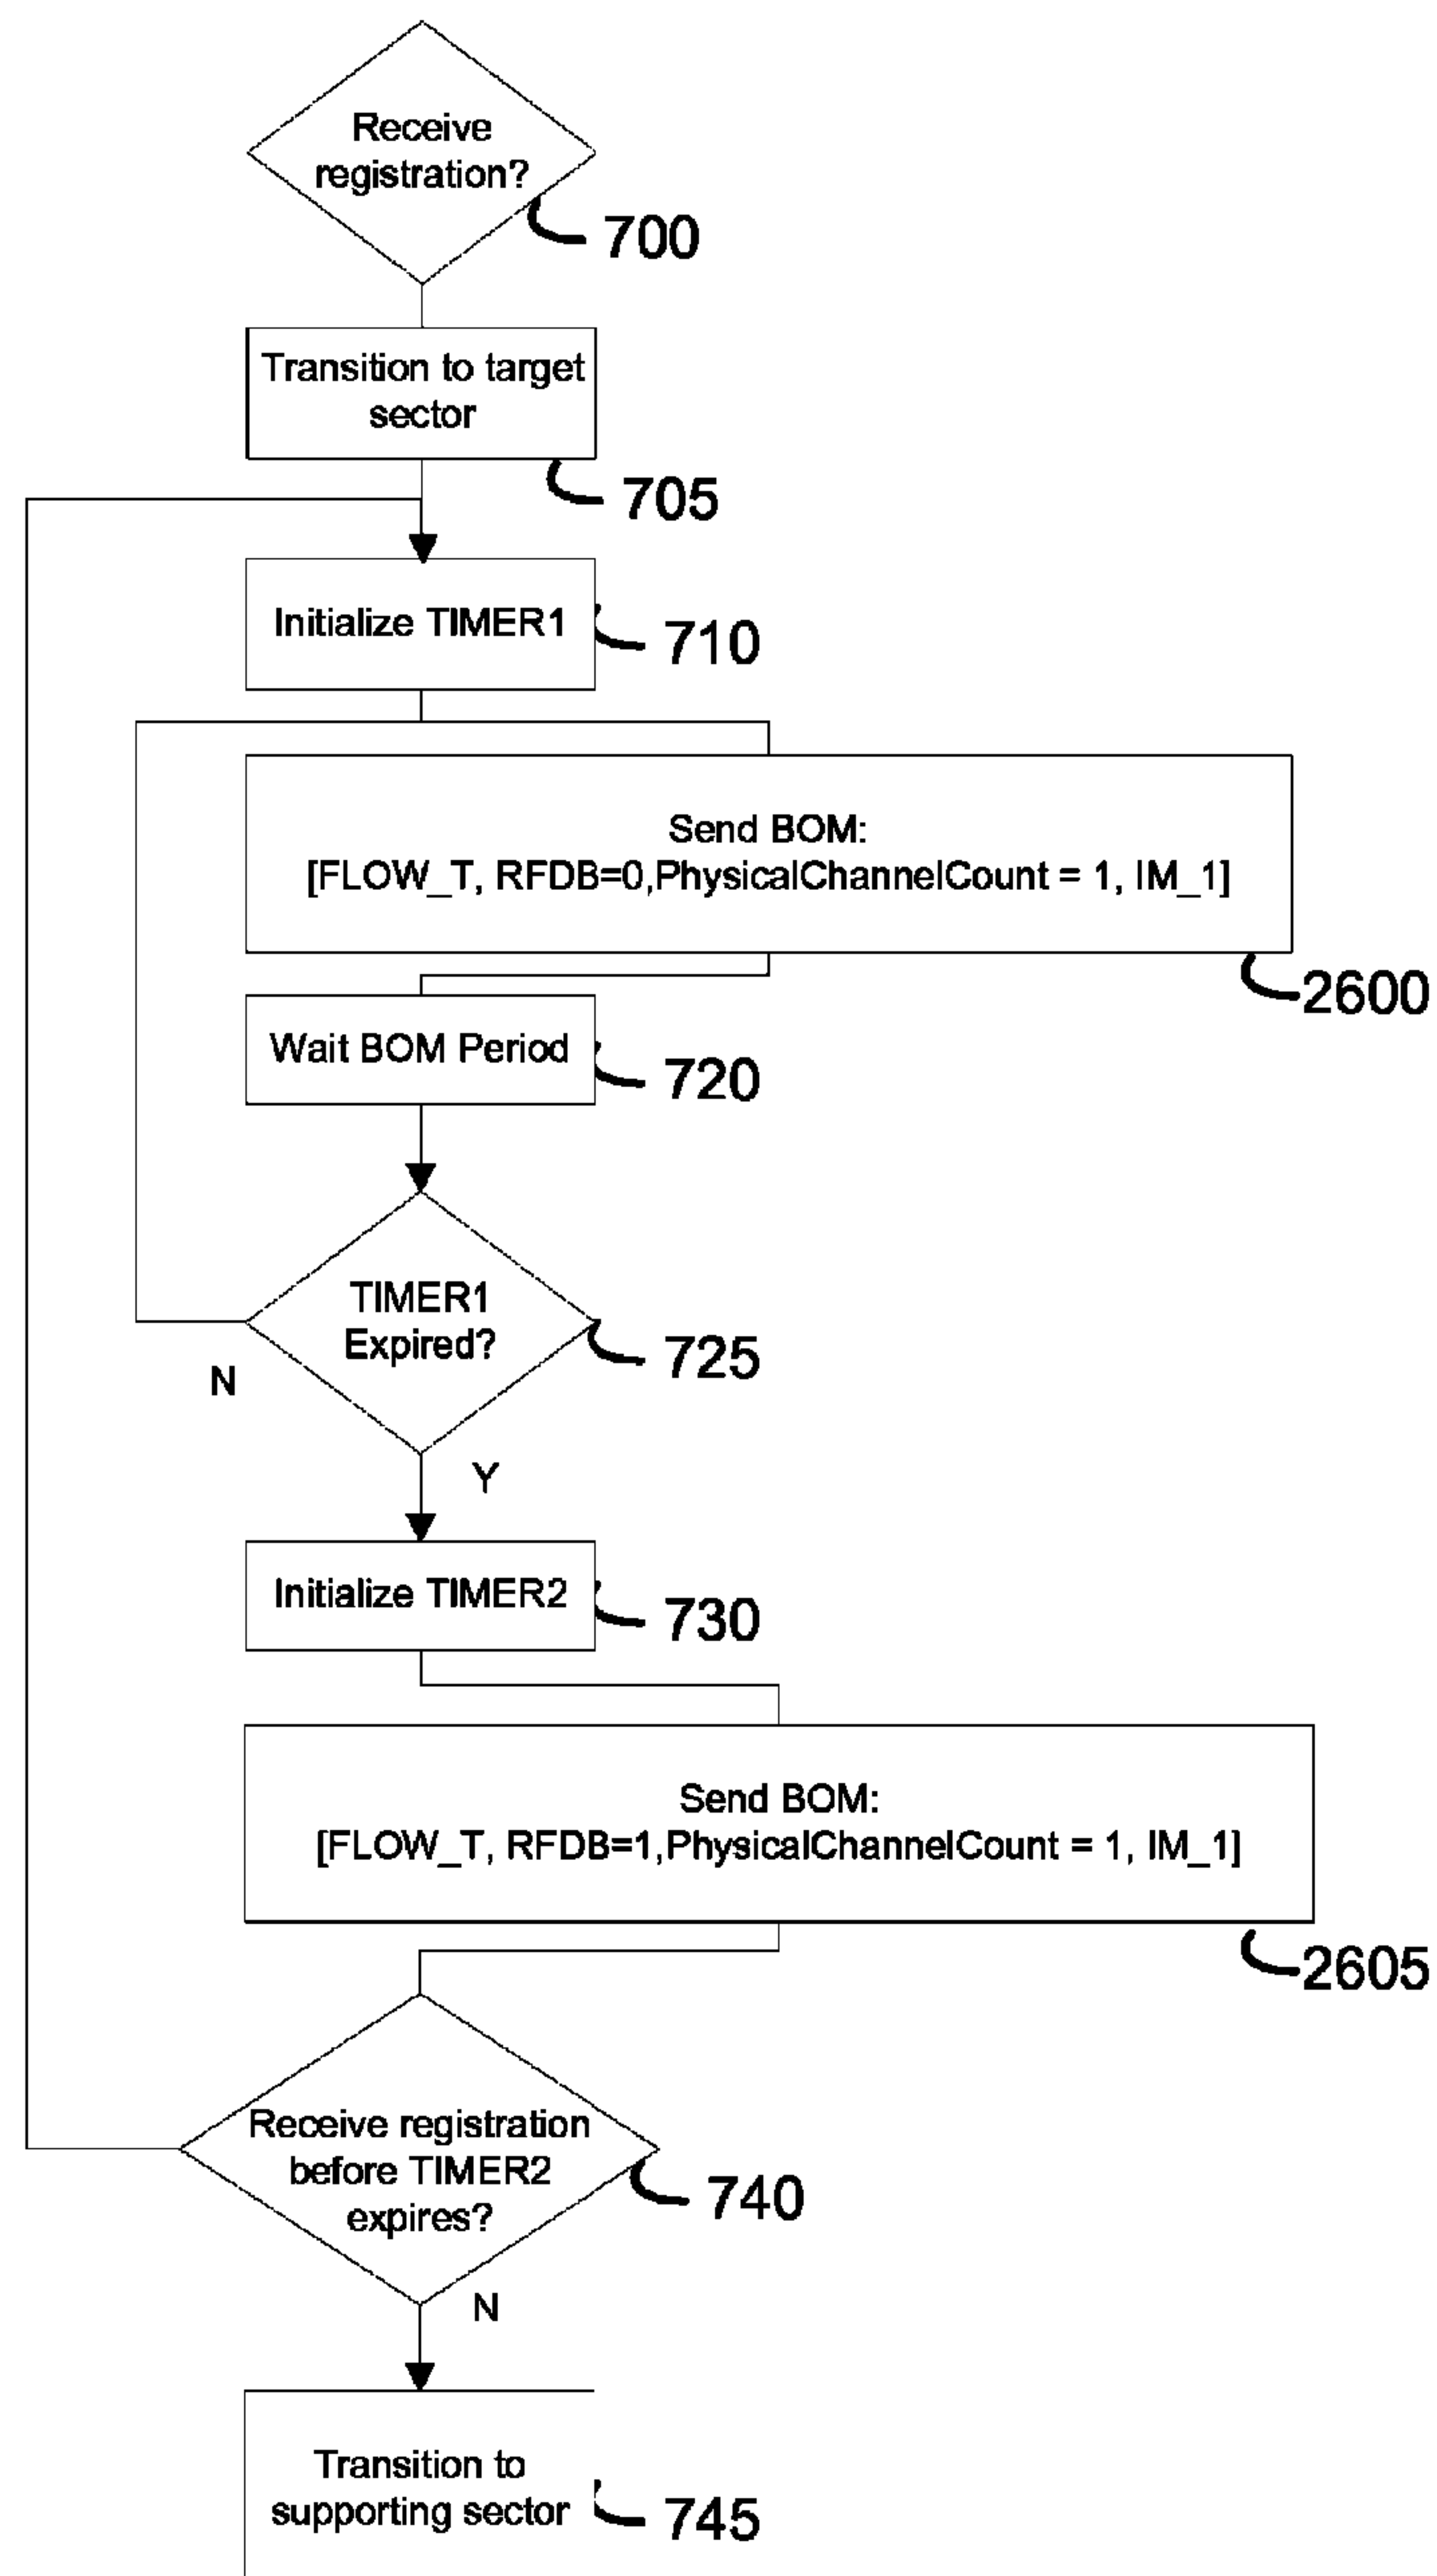 Receive
registration?
700
Transition to target
sector
705
Initialize TIMER1
710
Send BOM:
[FLOW_T, RFDB=0,PhysicalChannelCount = 1, IM_1]
2600
Wait BOM Period
720
TIMER1
Expired?
725
N
Y
Initialize TIMER2
730
Send BOM:
[FLOW_T, RFDB=1,PhysicalChannelCount = 1, IM_1]
2605
Receive registration
before TIMER2
expires?
740
N
Transition to
supporting sector
745